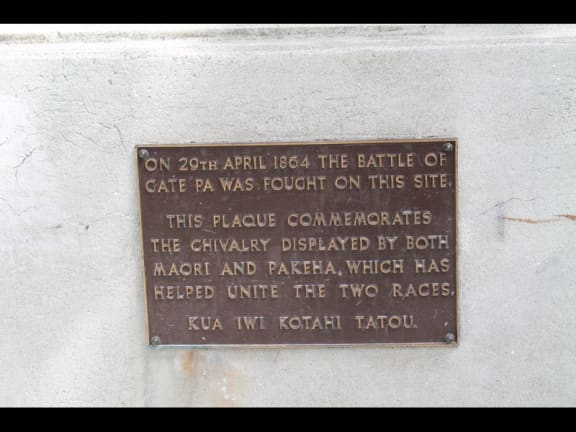 ON 29TH APRIL 1864 THE BATTLE OF
GATE PA WAS FOUGHT ON THIS SITE.
THIS PLAQUE COMMEMORATES
THE CHIVALRY DISPLAYED BY BOTH
MAORI AND PAKEHA, WHICH HAS
HELPED UNITE THE TWO RACES.
KUA IWI KOTAHI TATOU.